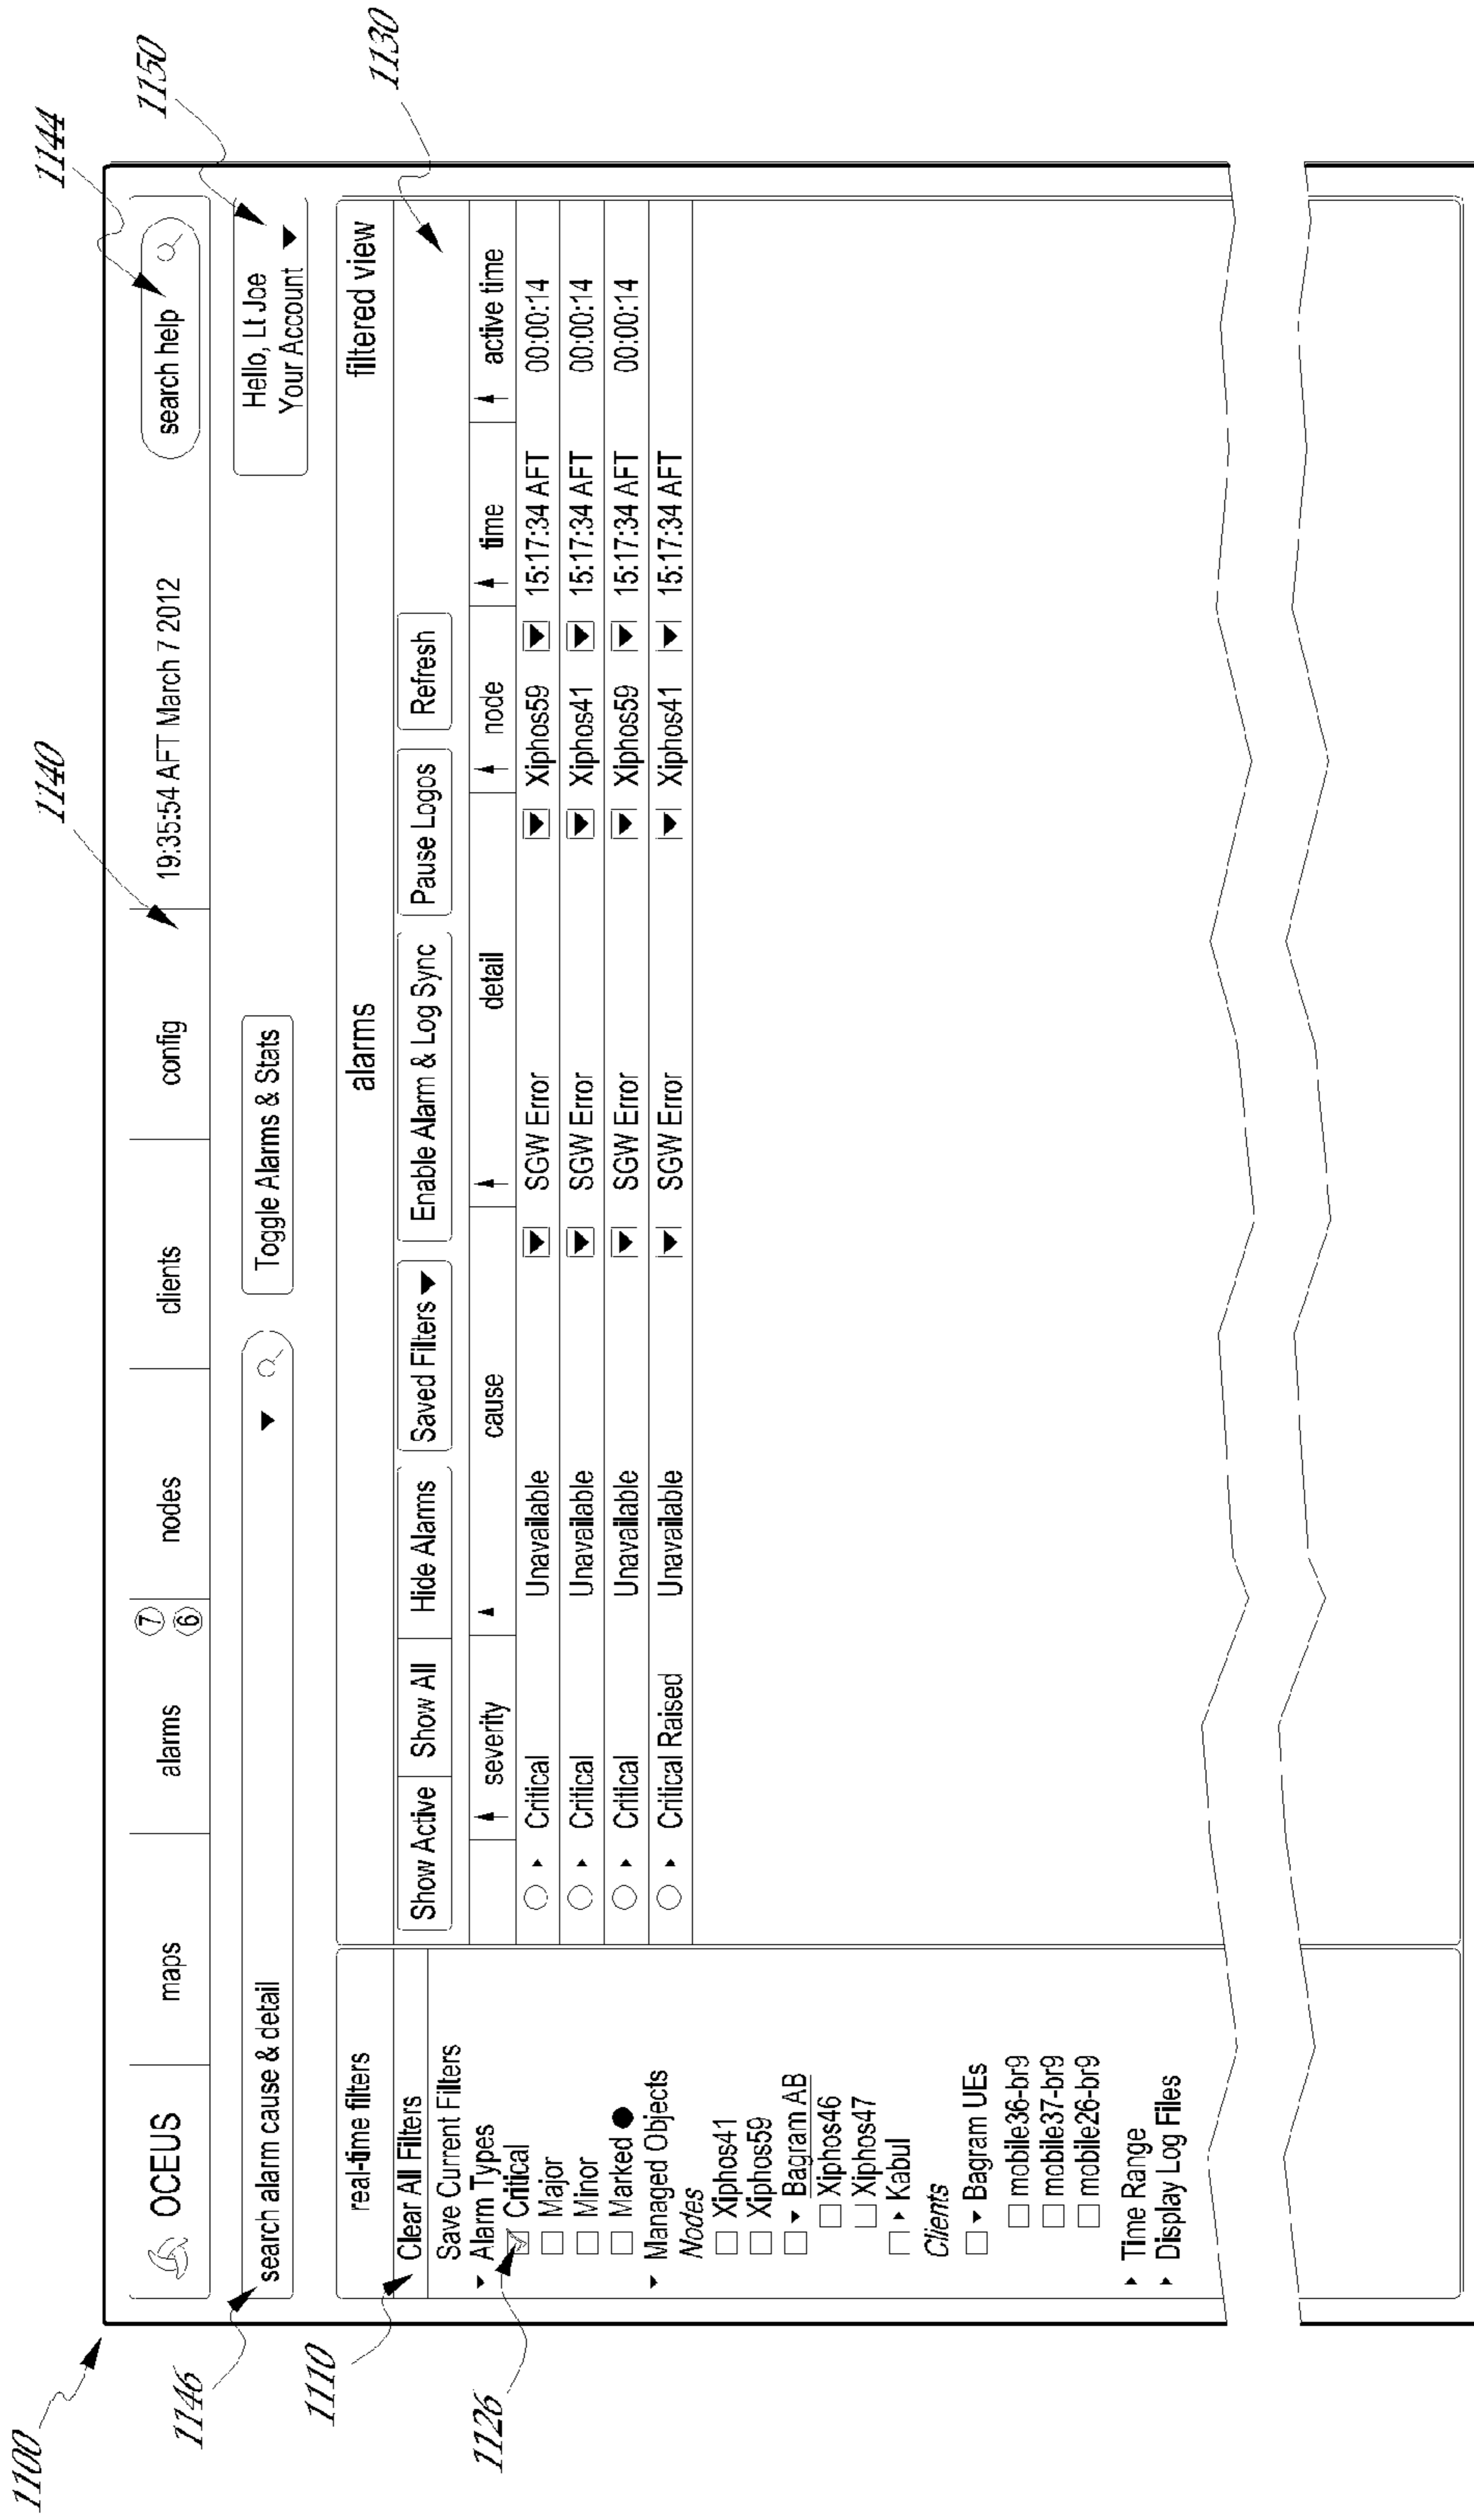 1100
1146
1140
1144
1150
OCEUS maps alarms 7 6 nodes clients config 19:35:54 AFT March 7 2012 search help
search alarm cause & detail Toggle Alarms & Stats Hello, Lt Joe
Your Account
1110
1126
1130
real-time filters
Clear All Filters
Save Current Filters
Alarm Types
Critical
Major
Minor
Marked
Managed Objects
Nodes
Xiphos41
Xiphos59
Bagram AB
Xiphos46
Xiphos47
Kabul
Clients
Bagram UEs
mobile36-br9
mobile37-br9
mobile26-br9
Time Range
Display Log Files
alarms filtered view
Show Active Show All Hide Alarms Saved Filters Enable Alarm & Log Sync Pause Logos Refresh
severity cause detail node time active time
Critical Unavailable SGW Error Xiphos59 15:17:34 AFT 00:00:14
Critical Unavailable SGW Error Xiphos41 15:17:34 AFT 00:00:14
Critical Unavailable SGW Error Xiphos59 15:17:34 AFT 00:00:14
Critical Raised Unavailable SGW Error Xiphos41 15:17:34 AFT